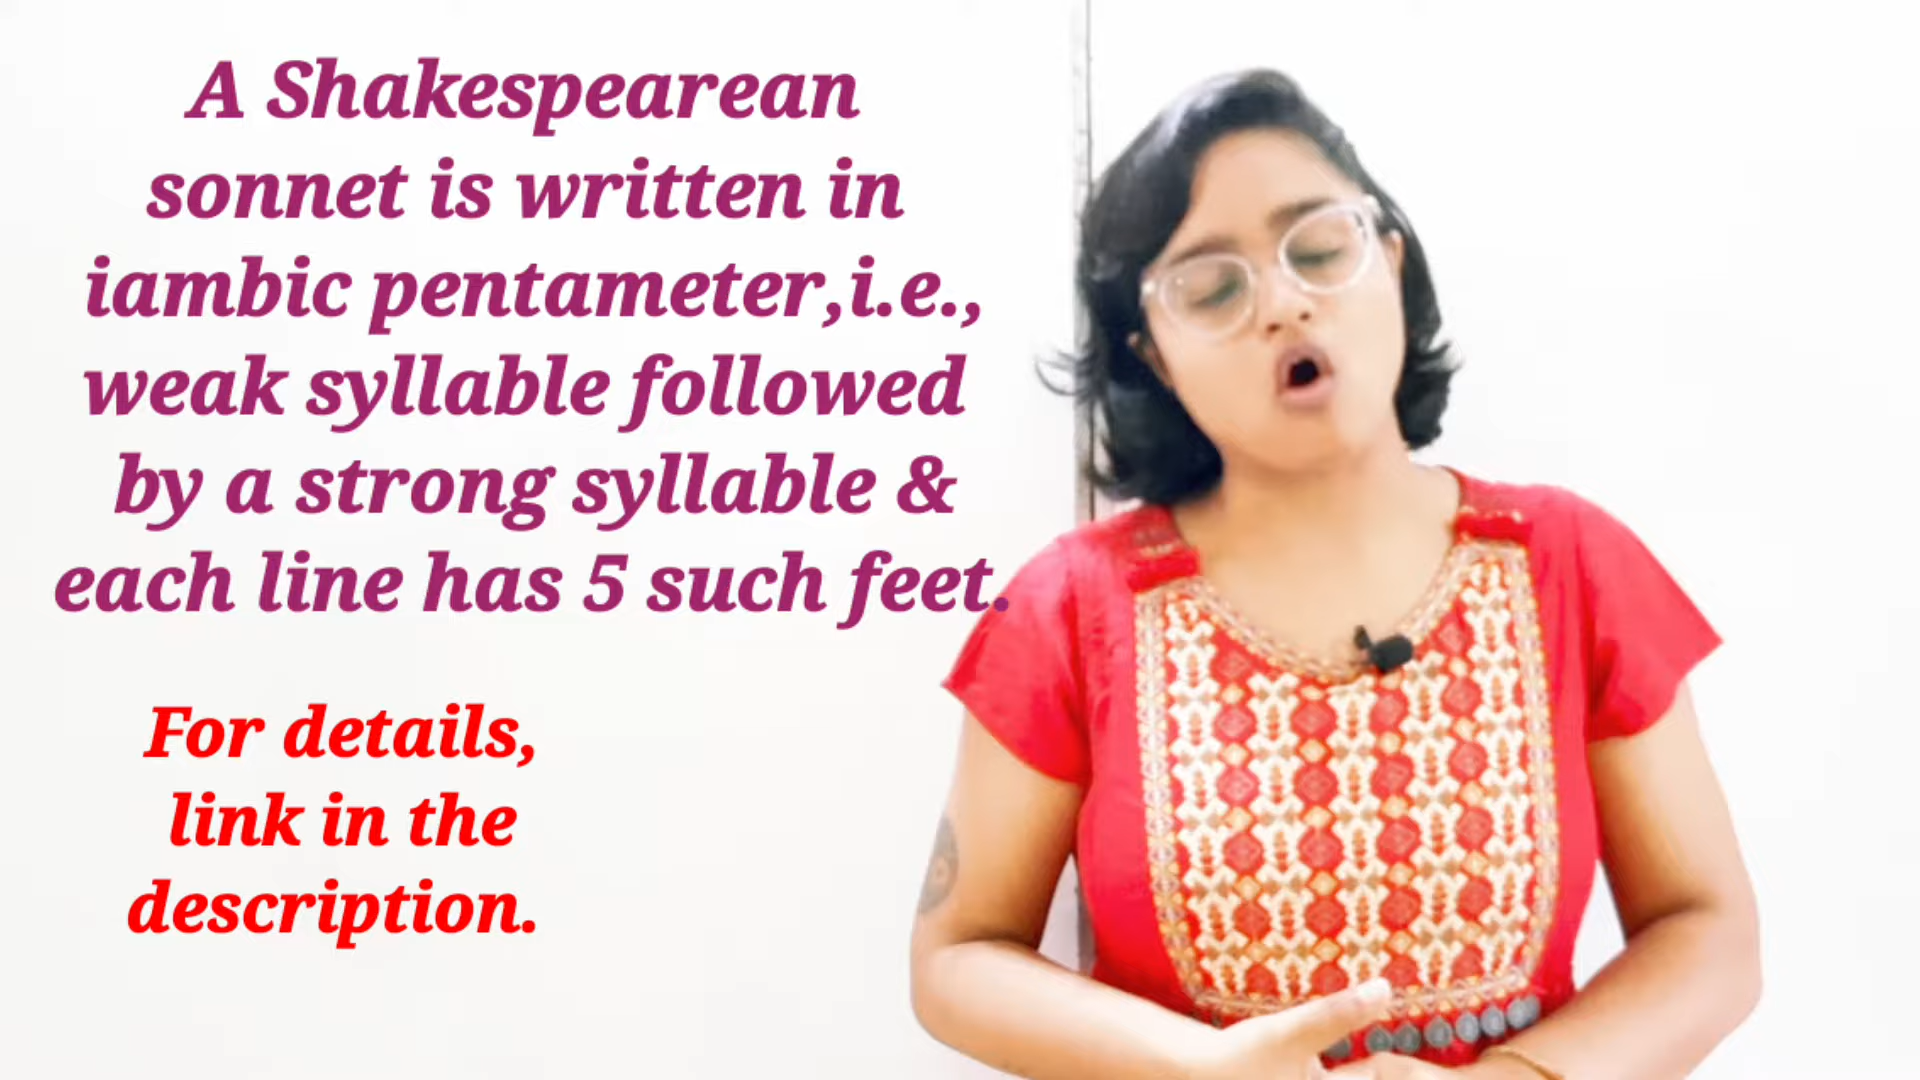 A Shakespearean
sonnet is written in
iambic pentameter,i.e.,
weak syllable followed
by a strong syllable &
each line has 5 such feet.
For details,
link in the
description.